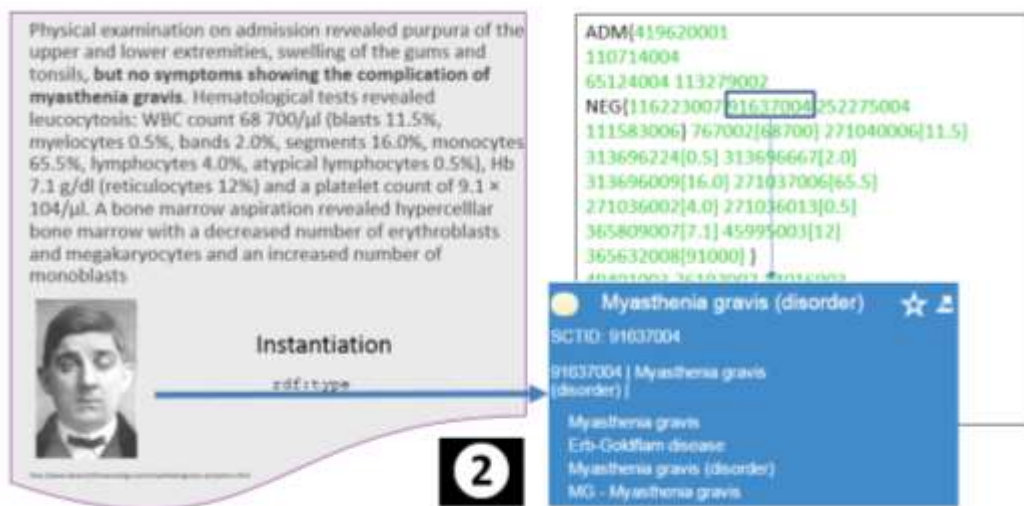 Physical examination on admission revealed purpura of the
upper and lower extremities, swelling of the gums and
tonsils, but no symptoms showing the complication of
myasthenia gravis. Hematological tests revealed
leucocytosis: WBC count 68 700/µl (blasts 11.5%,
myelocytes 0.5%, bands 2.0%, segments 16.0%, monocytes
65.5%, lymphocytes 4.0%, atypical lymphocytes 0.5%), Hb
7.1 g/dl (reticulocytes 12%) and a platelet count of 9.1 ×
104/µl. A bone marrow aspiration revealed hypercelllar
bone marrow with a decreased number of erythroblasts
and megakaryocytes and an increased number of
monoblasts
Instantiation
rdf:type
2
ADM{419620001
110714004
65124004 113279002
NEG{116223007 91637004 252275004
111583006} 767002[68700] 271040006[11.5]
313696224[0.5] 313696667[2.0]
313696009[16.0] 271037006[65.5]
271036002[4.0] 271036013[0.5]
365809007[7.1] 45995003[12]
365632008[91000] }
Myasthenia gravis (disorder)
SCTID: 91637004
91637004 | Myasthenia gravis
(disorder) |
Myasthenia gravis
Erb-Goldflam disease
Myasthenia gravis (disorder)
MG - Myasthenia gravis